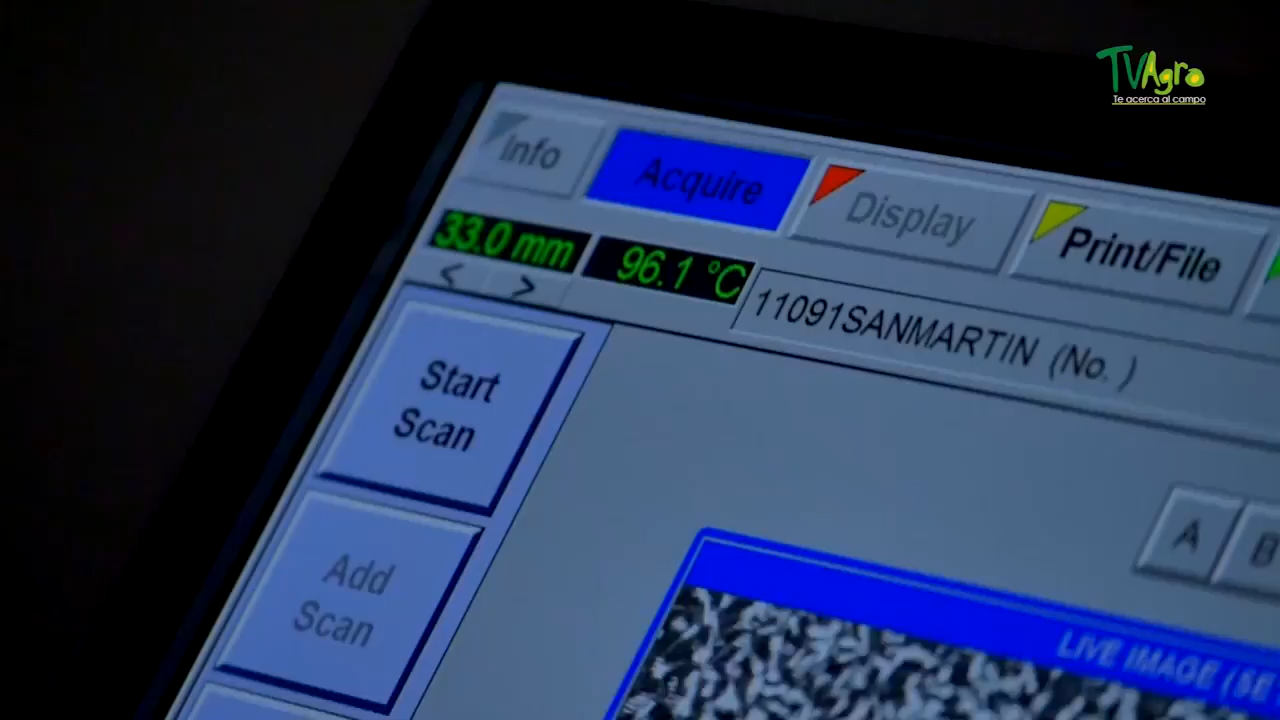 TVAgro
Te acerca al campo
Info
Acquire
Display
Print/File
33.0 mm
96.1 °C
< >
11091SANMARTIN (No. )
Start
Scan
Add
Scan
A
B
LIVE IMAGE (SE